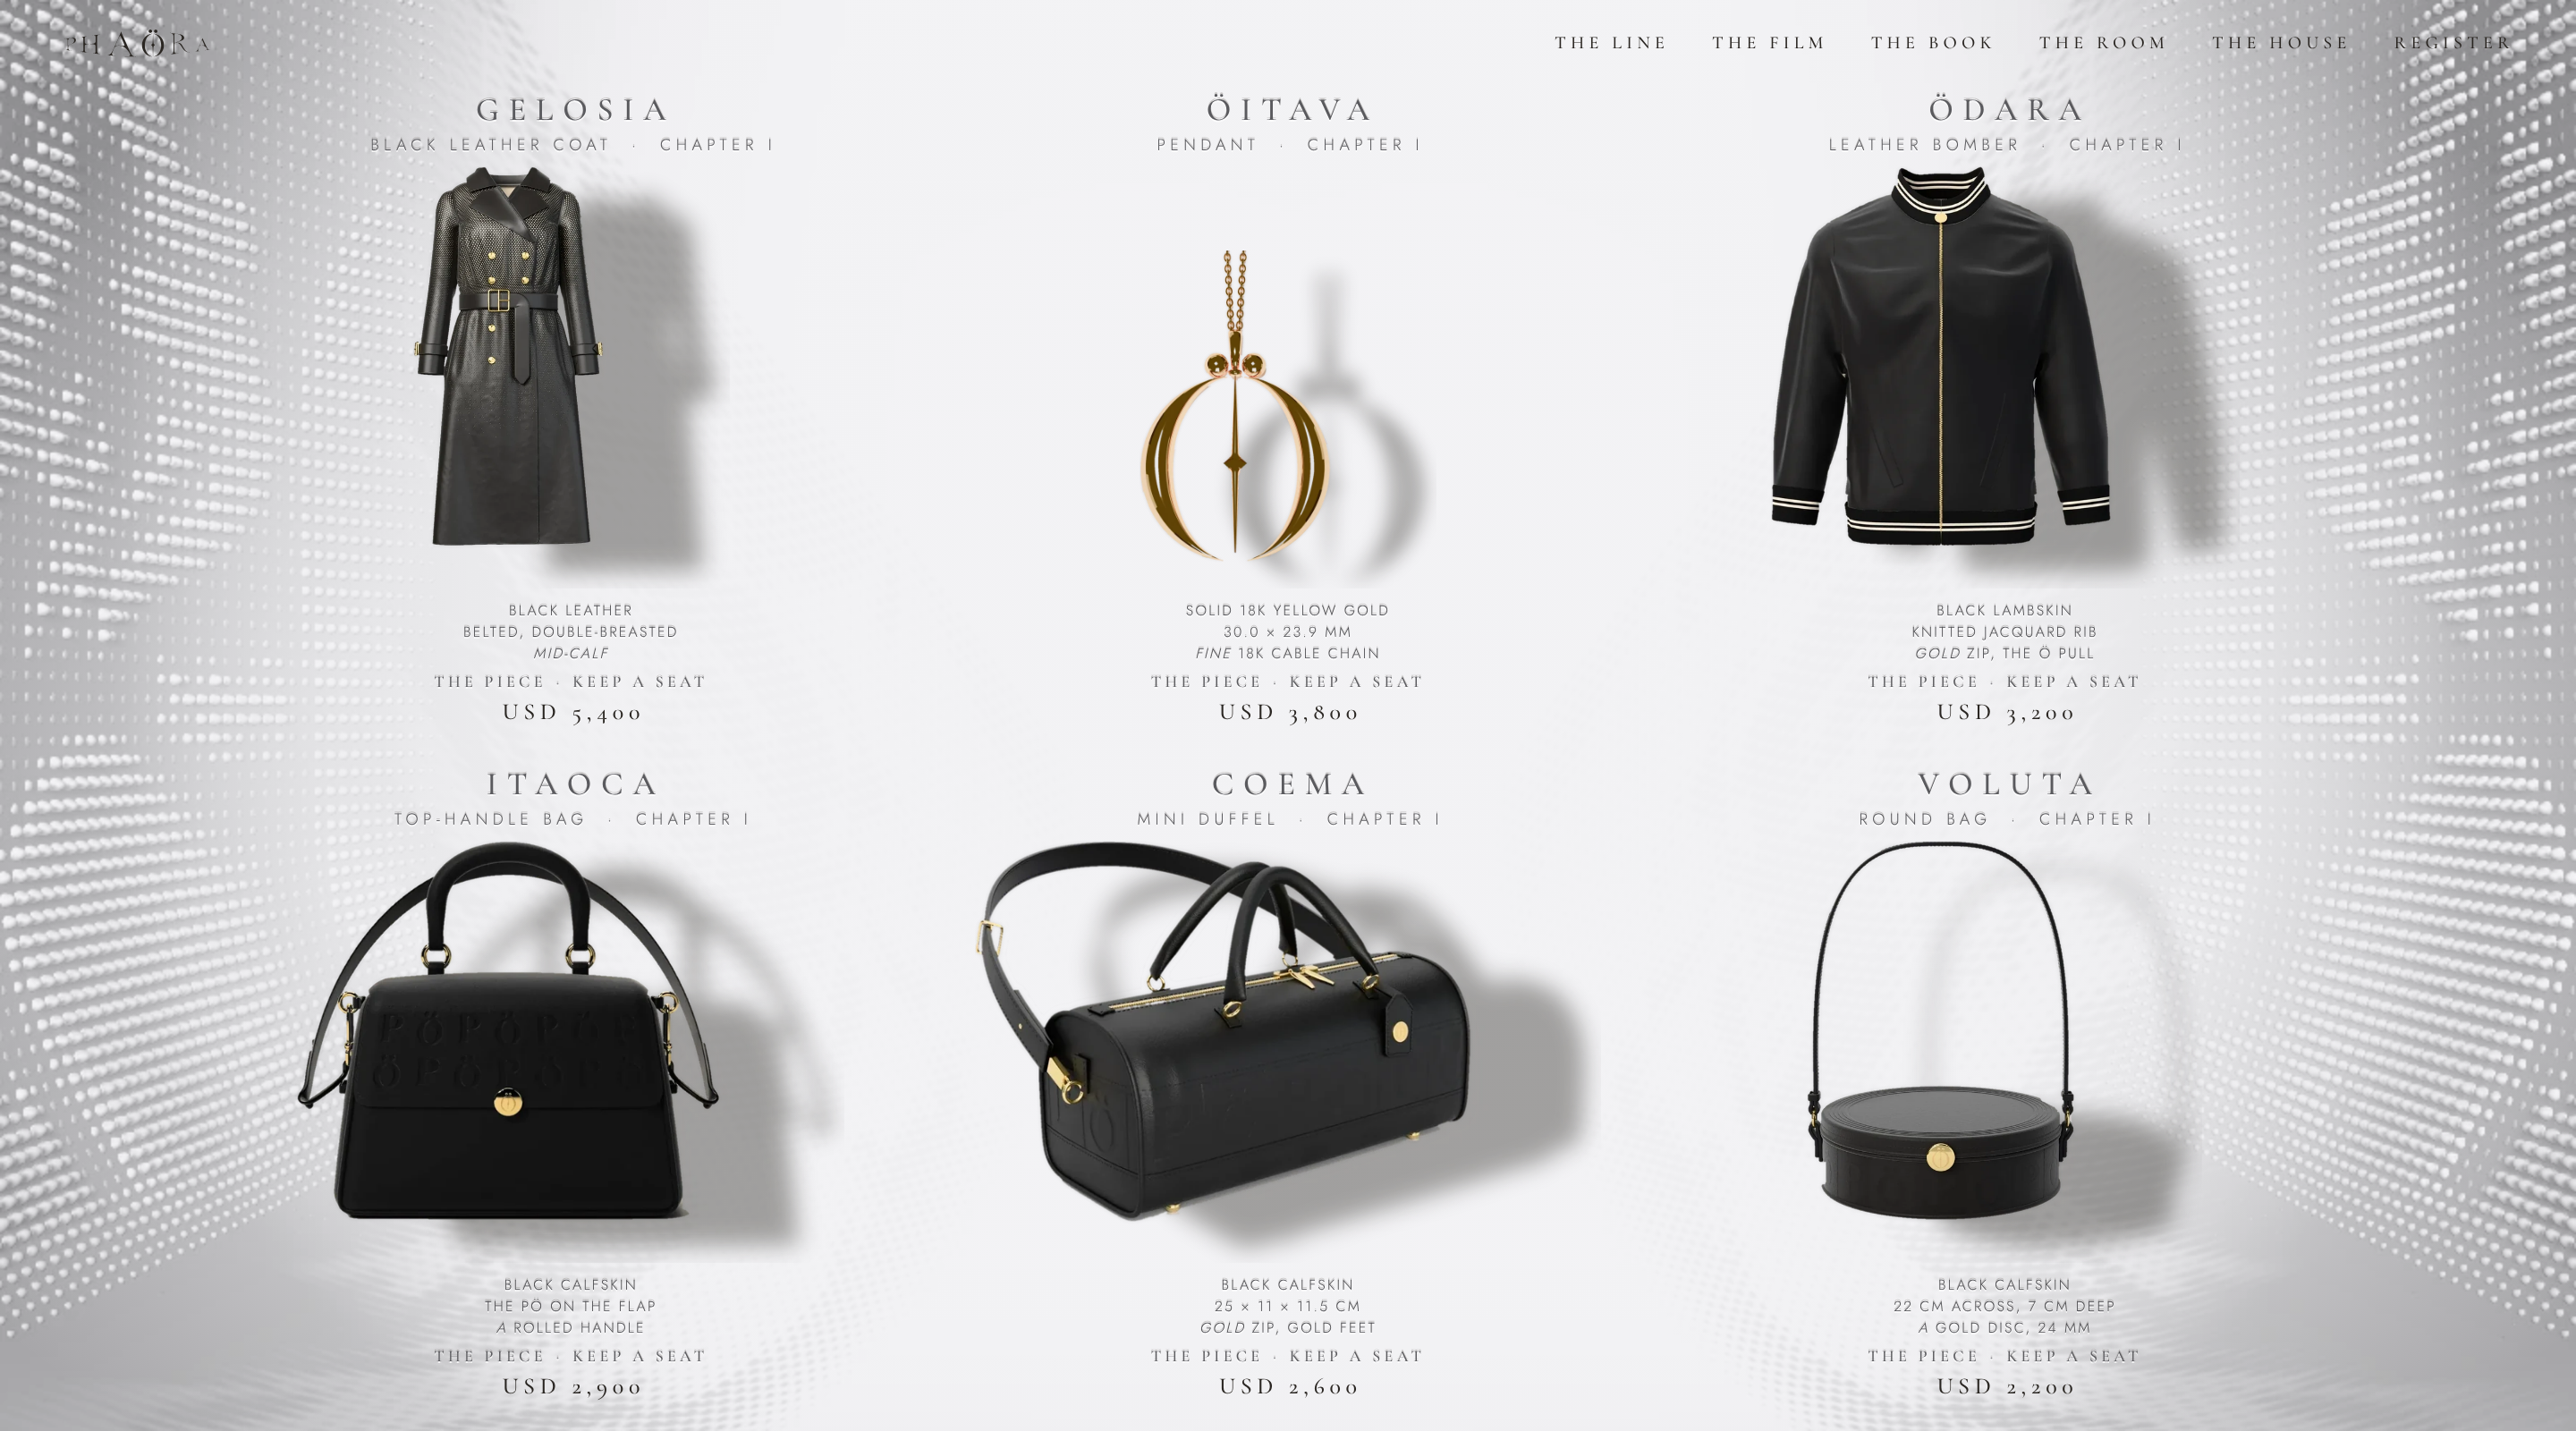 PHAÖRA
THE LINE THE FILM THE BOOK THE ROOM THE HOUSE REGISTER
GELOSIA
BLACK LEATHER COAT · CHAPTER I
BLACK LEATHER
BELTED, DOUBLE-BREASTED
MID-CALF
THE PIECE · KEEP A SEAT
USD 5,400
ÖITAVA
PENDANT · CHAPTER I
SOLID 18K YELLOW GOLD
30.0 × 23.9 MM
FINE 18K CABLE CHAIN
THE PIECE · KEEP A SEAT
USD 3,800
ÖDARA
LEATHER BOMBER · CHAPTER I
BLACK LAMBSKIN
KNITTED JACQUARD RIB
GOLD ZIP, THE Ö PULL
THE PIECE · KEEP A SEAT
USD 3,200
ITAOCA
TOP-HANDLE BAG · CHAPTER I
PÖPÖPÖP
ÖPÖPÖPÖ
BLACK CALFSKIN
THE PÖ ON THE FLAP
A ROLLED HANDLE
THE PIECE · KEEP A SEAT
USD 2,900
COEMA
MINI DUFFEL · CHAPTER I
BLACK CALFSKIN
25 × 11 × 11.5 CM
GOLD ZIP, GOLD FEET
THE PIECE · KEEP A SEAT
USD 2,600
VOLUTA
ROUND BAG · CHAPTER I
BLACK CALFSKIN
22 CM ACROSS, 7 CM DEEP
A GOLD DISC, 24 MM
THE PIECE · KEEP A SEAT
USD 2,200